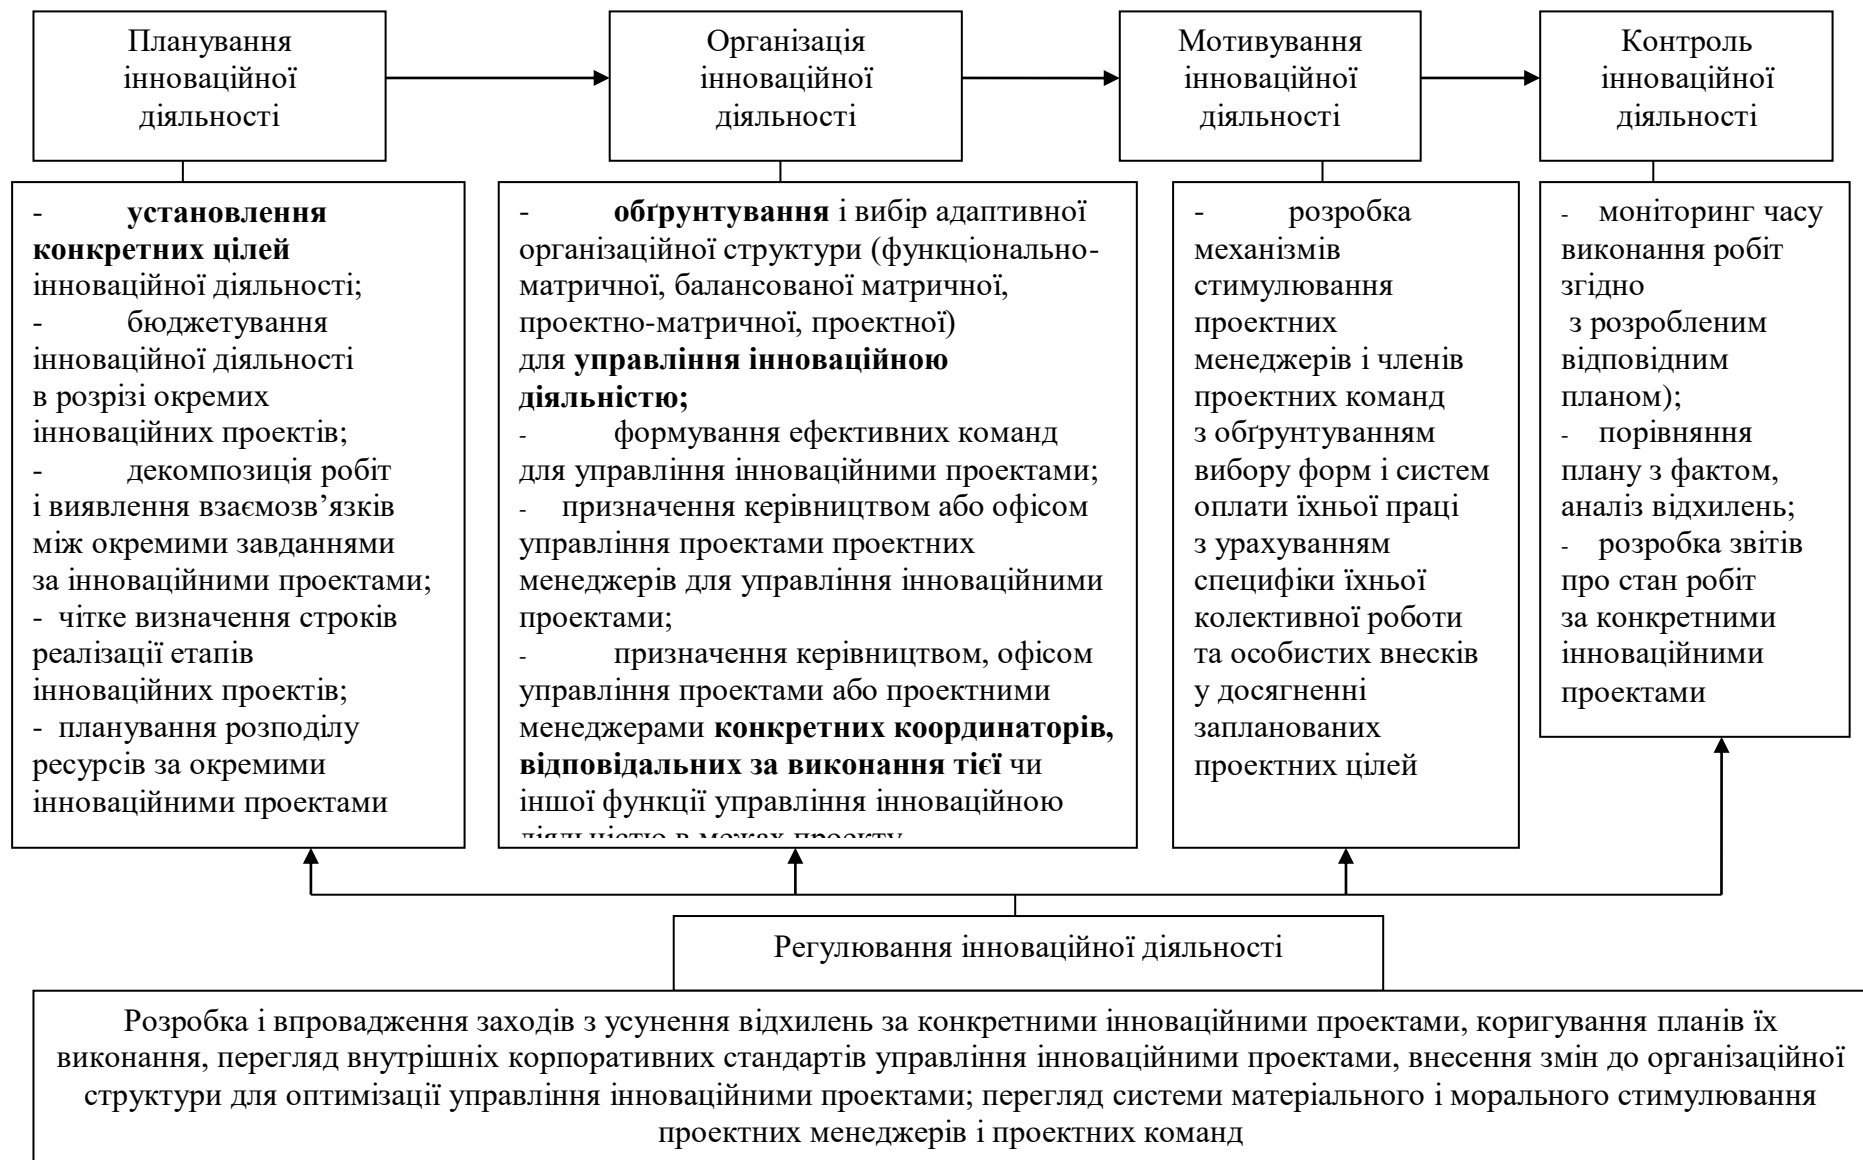 Планування
інноваційної
діяльності
Організація
інноваційної
діяльності
Мотивування
інноваційної
діяльності
Контроль
інноваційної
діяльності
- установлення
конкретних цілей
інноваційної діяльності;
- бюджетування
інноваційної діяльності
в розрізі окремих
інноваційних проектів;
- декомпозиція робіт
і виявлення взаємозв’язків
між окремими завданнями
за інноваційними проектами;
- чітке визначення строків
реалізації етапів
інноваційних проектів;
- планування розподілу
ресурсів за окремими
інноваційними проектами
- обґрунтування і вибір адаптивної
організаційної структури (функціонально-
матричної, балансованої матричної,
проектно-матричної, проектної)
для управління інноваційною
діяльністю;
- формування ефективних команд
для управління інноваційними проектами;
- призначення керівництвом або офісом
управління проектами проектних
менеджерів для управління інноваційними
проектами;
- призначення керівництвом, офісом
управління проектами або проектними
менеджерами конкретних координаторів,
відповідальних за виконання тієї чи
іншої функції управління інноваційною
діяльністю в межах проекту
- розробка
механізмів
стимулювання
проектних
менеджерів і членів
проектних команд
з обґрунтуванням
вибору форм і систем
оплати їхньої праці
з урахуванням
специфіки їхньої
колективної роботи
та особистих внесків
у досягненні
запланованих
проектних цілей
- моніторинг часу
виконання робіт
згідно
з розробленим
відповідним
планом);
- порівняння
плану з фактом,
аналіз відхилень;
- розробка звітів
про стан робіт
за конкретними
інноваційними
проектами
Регулювання інноваційної діяльності
Розробка і впровадження заходів з усунення відхилень за конкретними інноваційними проектами, коригування планів їх
виконання, перегляд внутрішніх корпоративних стандартів управління інноваційними проектами, внесення змін до організаційної
структури для оптимізації управління інноваційними проектами; перегляд системи матеріального і морального стимулювання
проектних менеджерів і проектних команд